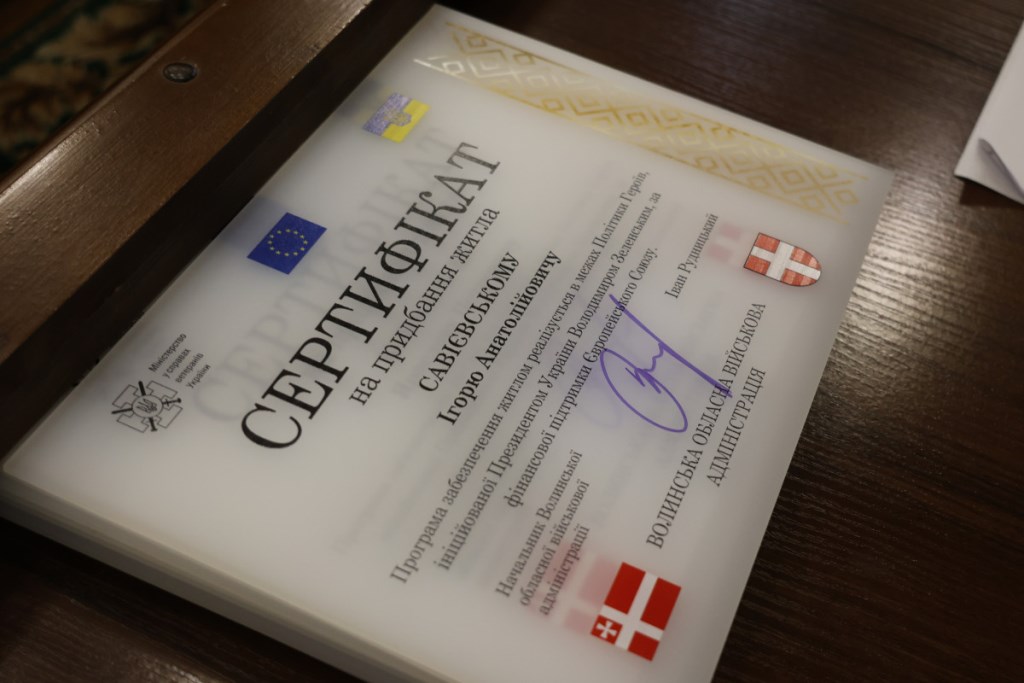 Міністерство
у справах
ветеранів
України
СЕРТИФІКАТ
на придбання житла
САВІЄВСЬКОМУ
Ігорю Анатолійовичу
Програма забезпечення житлом реалізується в межах Політики Героїв,
ініційованої Президентом України Володимиром Зеленським, за
фінансової підтримки Європейського Союзу.
Начальник Волинської
обласної військової
адміністрації
Іван Рудницький
ВОЛИНСЬКА ОБЛАСНА ВІЙСЬКОВА
АДМІНІСТРАЦІЯ